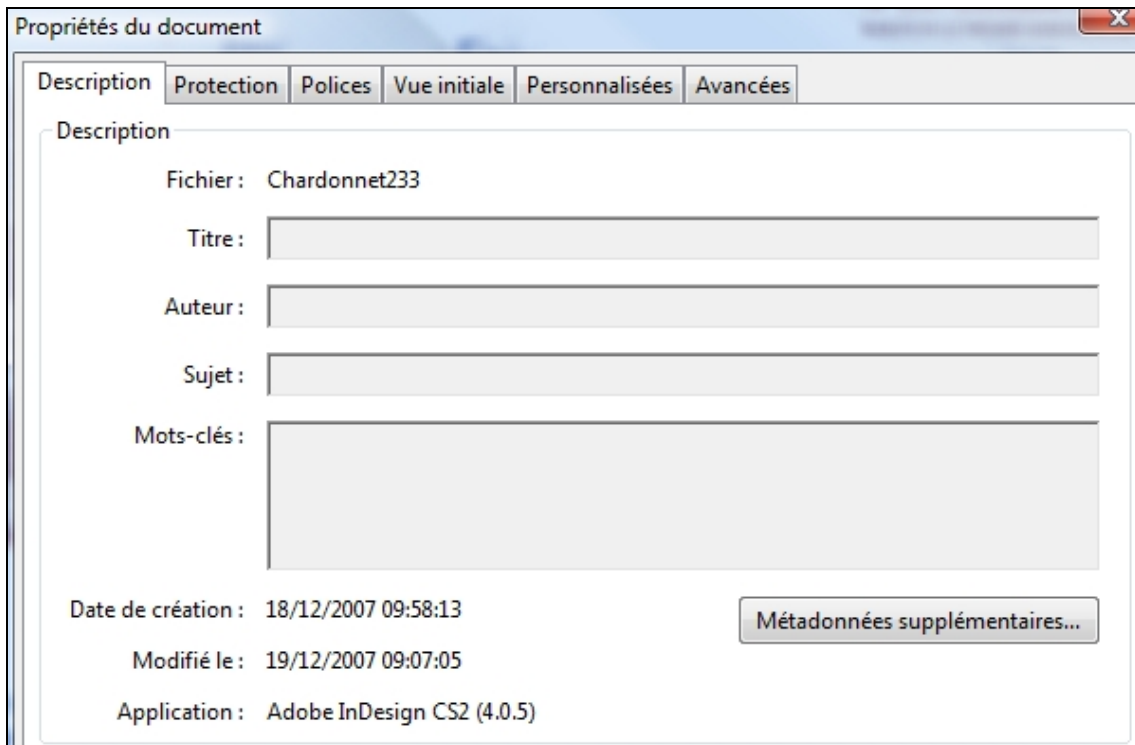 Propriétés du document
Description Protection Polices Vue initiale Personnalisées Avancées
Description
Fichier : Chardonnet233
Titre :
Auteur :
Sujet :
Mots-clés :
Date de création : 18/12/2007 09:58:13
Métadonnées supplémentaires...
Modifié le : 19/12/2007 09:07:05
Application : Adobe InDesign CS2 (4.0.5)